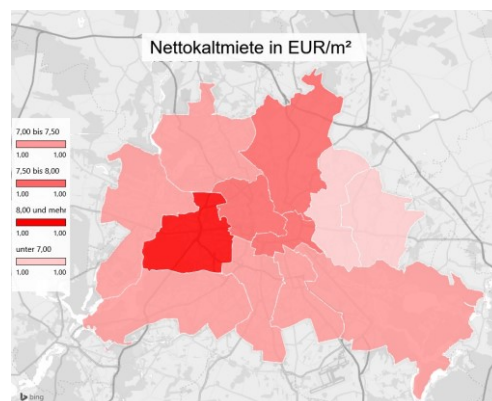 Nettokaltmiete in EUR/m²
7,00 bis 7,50
1,00 1,00
7,50 bis 8,00
1,00 1,00
8,00 und mehr
1,00 1,00
unter 7,00
1,00 1,00
bing